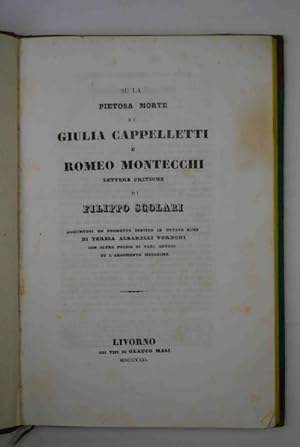 SU LA
PIETOSA MORTE
DI
GIULIA CAPPELLETTI
E
ROMEO MONTECCHI
LETTERE CRITICHE
DI
FILIPPO SCOLARI
AGGIUNTOVI UN POEMETTO INEDITO IN OTTAVA RIMA
DI TERESA ALBARELLI VORDONI
CON ALTRE POESIE DI VARI AUTORI
SU L'ARGOMENTO MEDESIMO
LIVORNO
COI TIPI DI GLAUCO MASI
MDCCCXXXI.